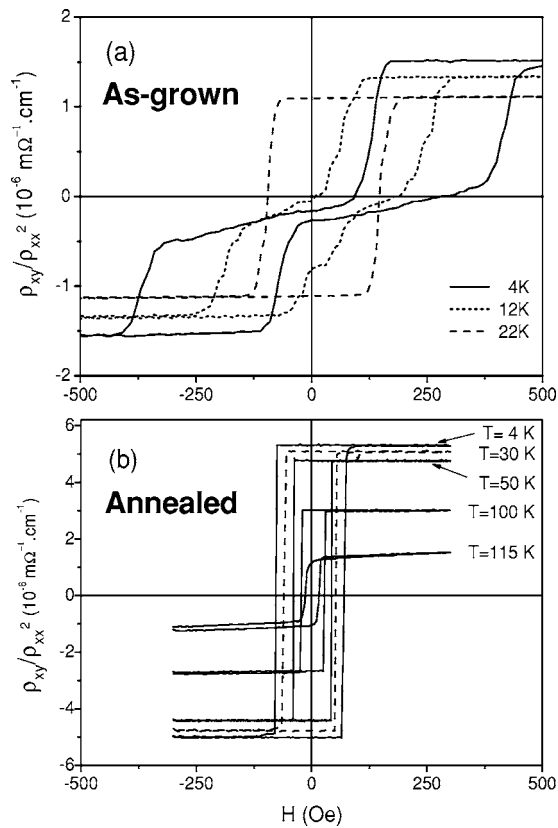 (a)
As-grown
2
1
0
-1
-2
ρxy/ρxx² (10⁻⁶ mΩ⁻¹.cm⁻¹)
4K
12K
22K
-500 -250 0 250 500
(b)
Annealed
6
4
2
0
-2
-4
-6
ρxy/ρxx² (10⁻⁶ mΩ⁻¹.cm⁻¹)
T= 4 K
T=30 K
T=50 K
T=100 K
T=115 K
-500 -250 0 250 500
H (Oe)